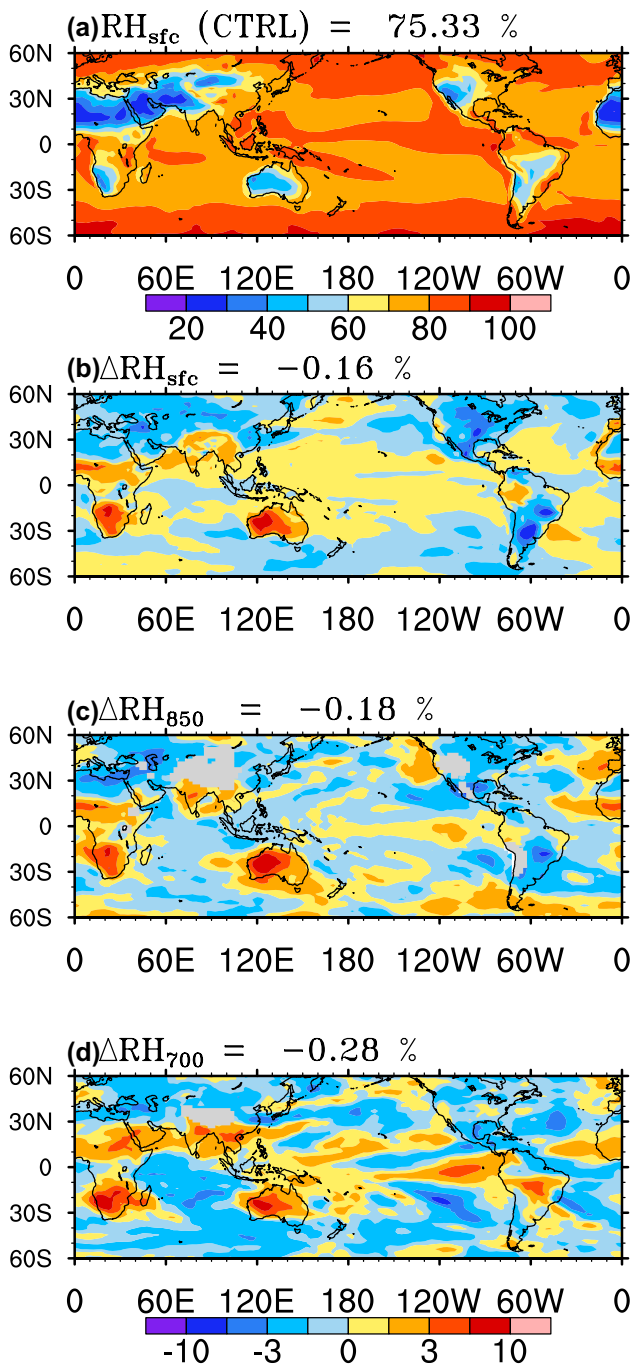 (a)RHsfc (CTRL) = 75.33 %
60N
30N
0
30S
60S
0 60E 120E 180 120W 60W 0
20 40 60 80 100
(b)ΔRHsfc = −0.16 %
60N
30N
0
30S
60S
0 60E 120E 180 120W 60W 0
(c)ΔRH850 = −0.18 %
60N
30N
0
30S
60S
0 60E 120E 180 120W 60W 0
(d)ΔRH700 = −0.28 %
60N
30N
0
30S
60S
0 60E 120E 180 120W 60W 0
-10 -3 0 3 10